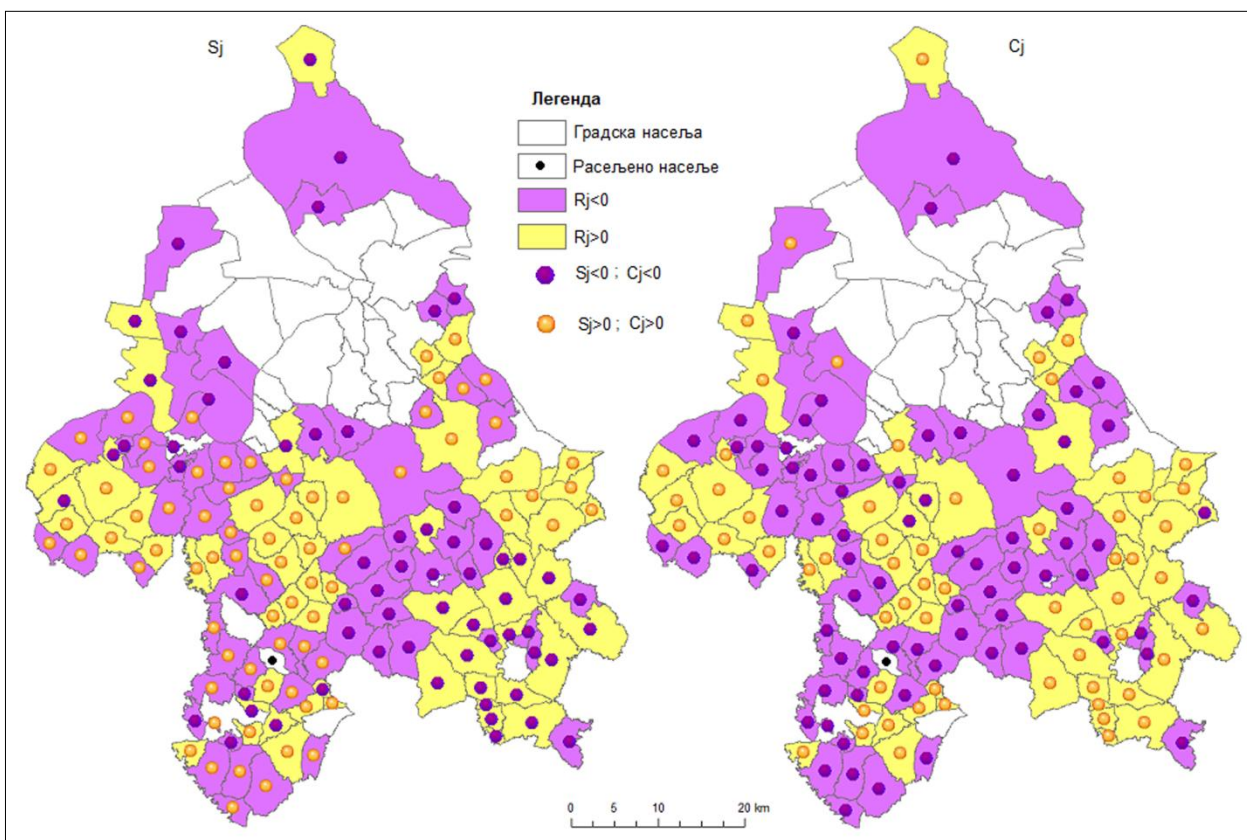 Sj
Cj
Легенда
Градска насеља
Расељено насеље
Rj<0
Rj>0
Sj<0 ; Cj<0
Sj>0 ; Cj>0
0 5 10 20 km